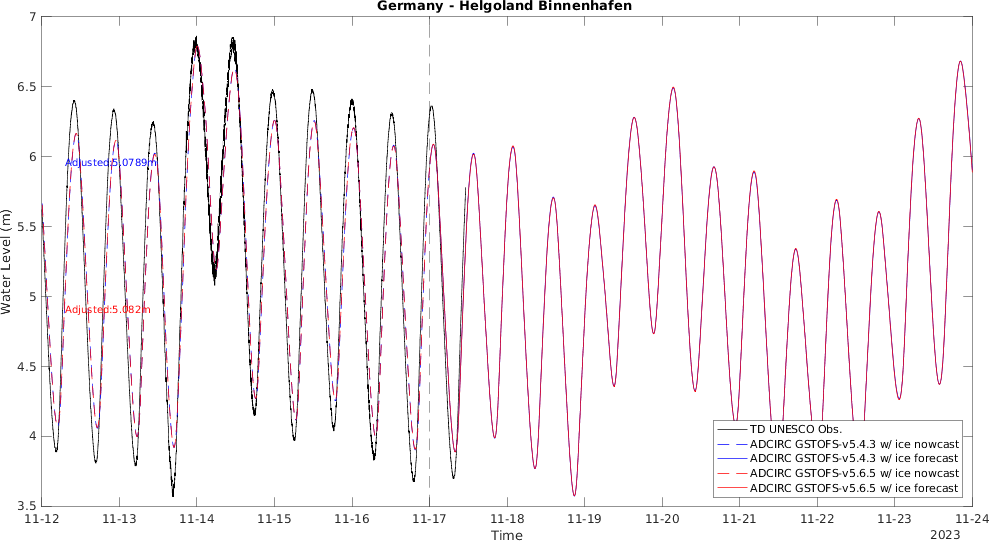 Germany - Helgoland Binnenhafen
7
6.5
6
5.5
5
4.5
4
3.5
Water Level (m)
Adjusted:5.0789m
Adjusted:5.082m
TD UNESCO Obs.
ADCIRC GSTOFS-v5.4.3 w/ ice nowcast
ADCIRC GSTOFS-v5.4.3 w/ ice forecast
ADCIRC GSTOFS-v5.6.5 w/ ice nowcast
ADCIRC GSTOFS-v5.6.5 w/ ice forecast
11-12 11-13 11-14 11-15 11-16 11-17 11-18 11-19 11-20 11-21 11-22 11-23 11-24
Time
2023